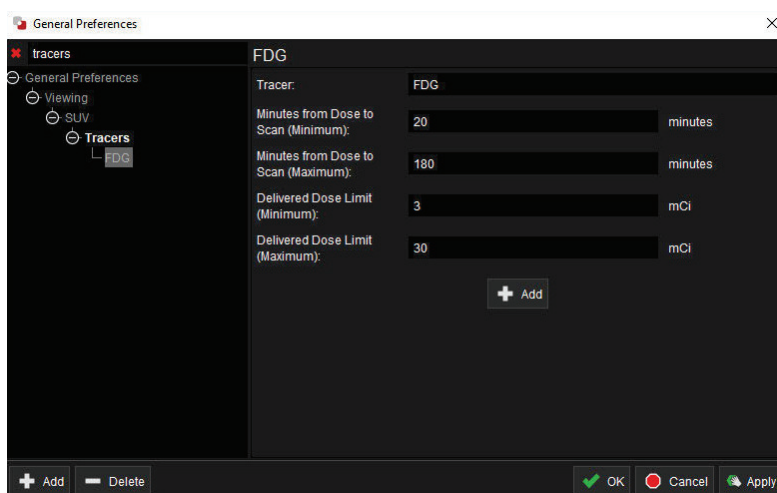 General Preferences
tracers
FDG
General Preferences
Viewing
SUV
Tracers
FDG
Tracer:
FDG
Minutes from Dose to
Scan (Minimum):
20
minutes
Minutes from Dose to
Scan (Maximum):
180
minutes
Delivered Dose Limit
(Minimum):
3
mCi
Delivered Dose Limit
(Maximum):
30
mCi
Add
Add
Delete
OK
Cancel
Apply